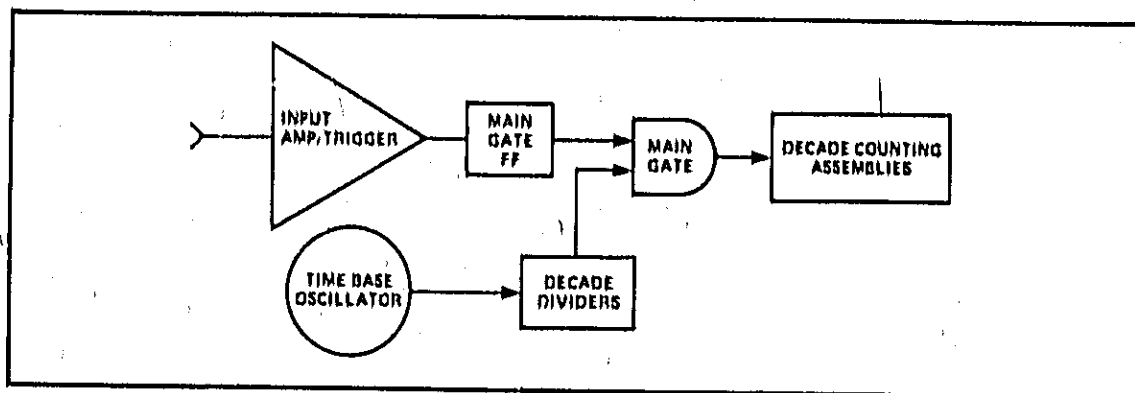 INPUT
AMP/TRIGGER
MAIN
GATE
FF
MAIN
GATE
DECADE COUNTING
ASSEMBLIES
TIME BASE
OSCILLATOR
DECADE
DIVIDERS